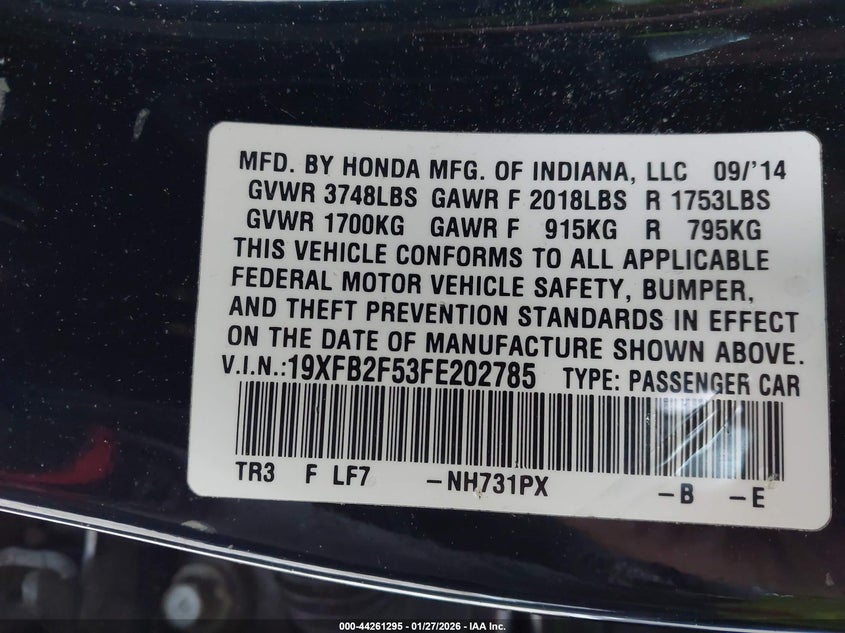 MFD. BY HONDA MFG. OF INDIANA, LLC 09/'14
GVWR 3748LBS GAWR F 2018LBS R 1753LBS
GVWR 1700KG GAWR F 915KG R 795KG
THIS VEHICLE CONFORMS TO ALL APPLICABLE
FEDERAL MOTOR VEHICLE SAFETY, BUMPER,
AND THEFT PREVENTION STANDARDS IN EFFECT
ON THE DATE OF MANUFACTURE SHOWN ABOVE.
V.I.N.:19XFB2F53FE202785 TYPE: PASSENGER CAR
TR3 F LF7 -NH731PX -B -E
000-44261295 - 01/27/2026 - IAA Inc.